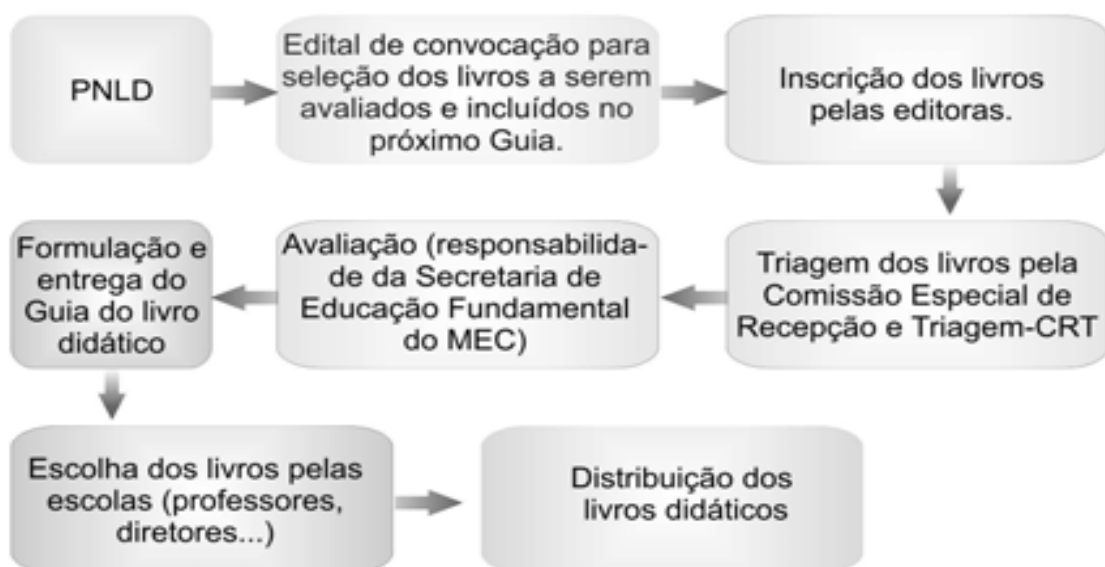 PNLD
Edital de convocação para
seleção dos livros a serem
avaliados e incluídos no
próximo Guia.
Inscrição dos livros
pelas editoras.
Triagem dos livros pela
Comissão Especial de
Recepção e Triagem-CRT
Avaliação (responsabilida-
de da Secretaria de
Educação Fundamental
do MEC)
Formulação e
entrega do
Guia do livro
didático
Escolha dos livros pelas
escolas (professores,
diretores...)
Distribuição dos
livros didáticos